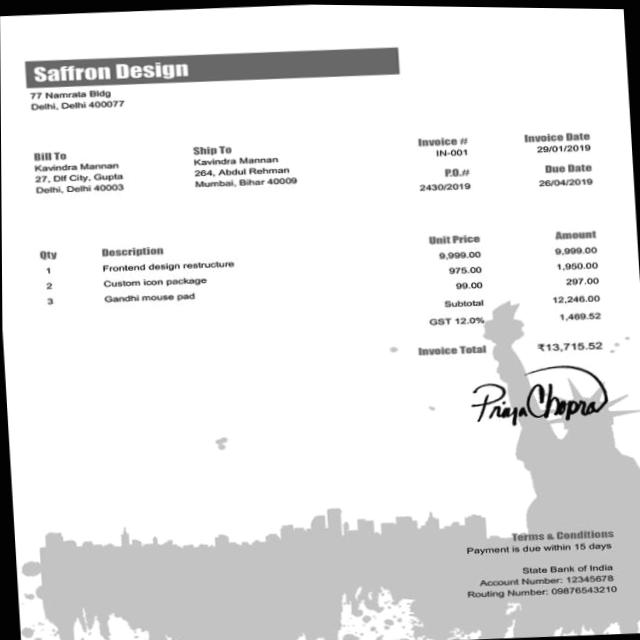 Saffron Design
77 Namrata Bldg
Delhi, Delhi 400077
Bill To
Kavindra Mannan
27, Dlf City, Gupta
Delhi, Delhi 40003
Ship To
Kavindra Mannan
264, Abdul Rehman
Mumbai, Bihar 40009
Invoice #
IN-001
P.O.#
2430/2019
Invoice Date
29/01/2019
Due Date
26/04/2019
Qty Description Unit Price Amount
1 Frontend design restructure 9,999.00 9,999.00
2 Custom icon package 975.00 1,950.00
3 Gandhi mouse pad 99.00 297.00
Subtotal 12,246.00
GST 12.0% 1,469.52
Invoice Total ₹13,715.52
Priya Chopra
Terms & Conditions
Payment is due within 15 days
State Bank of India
Account Number: 12345678
Routing Number: 09876543210